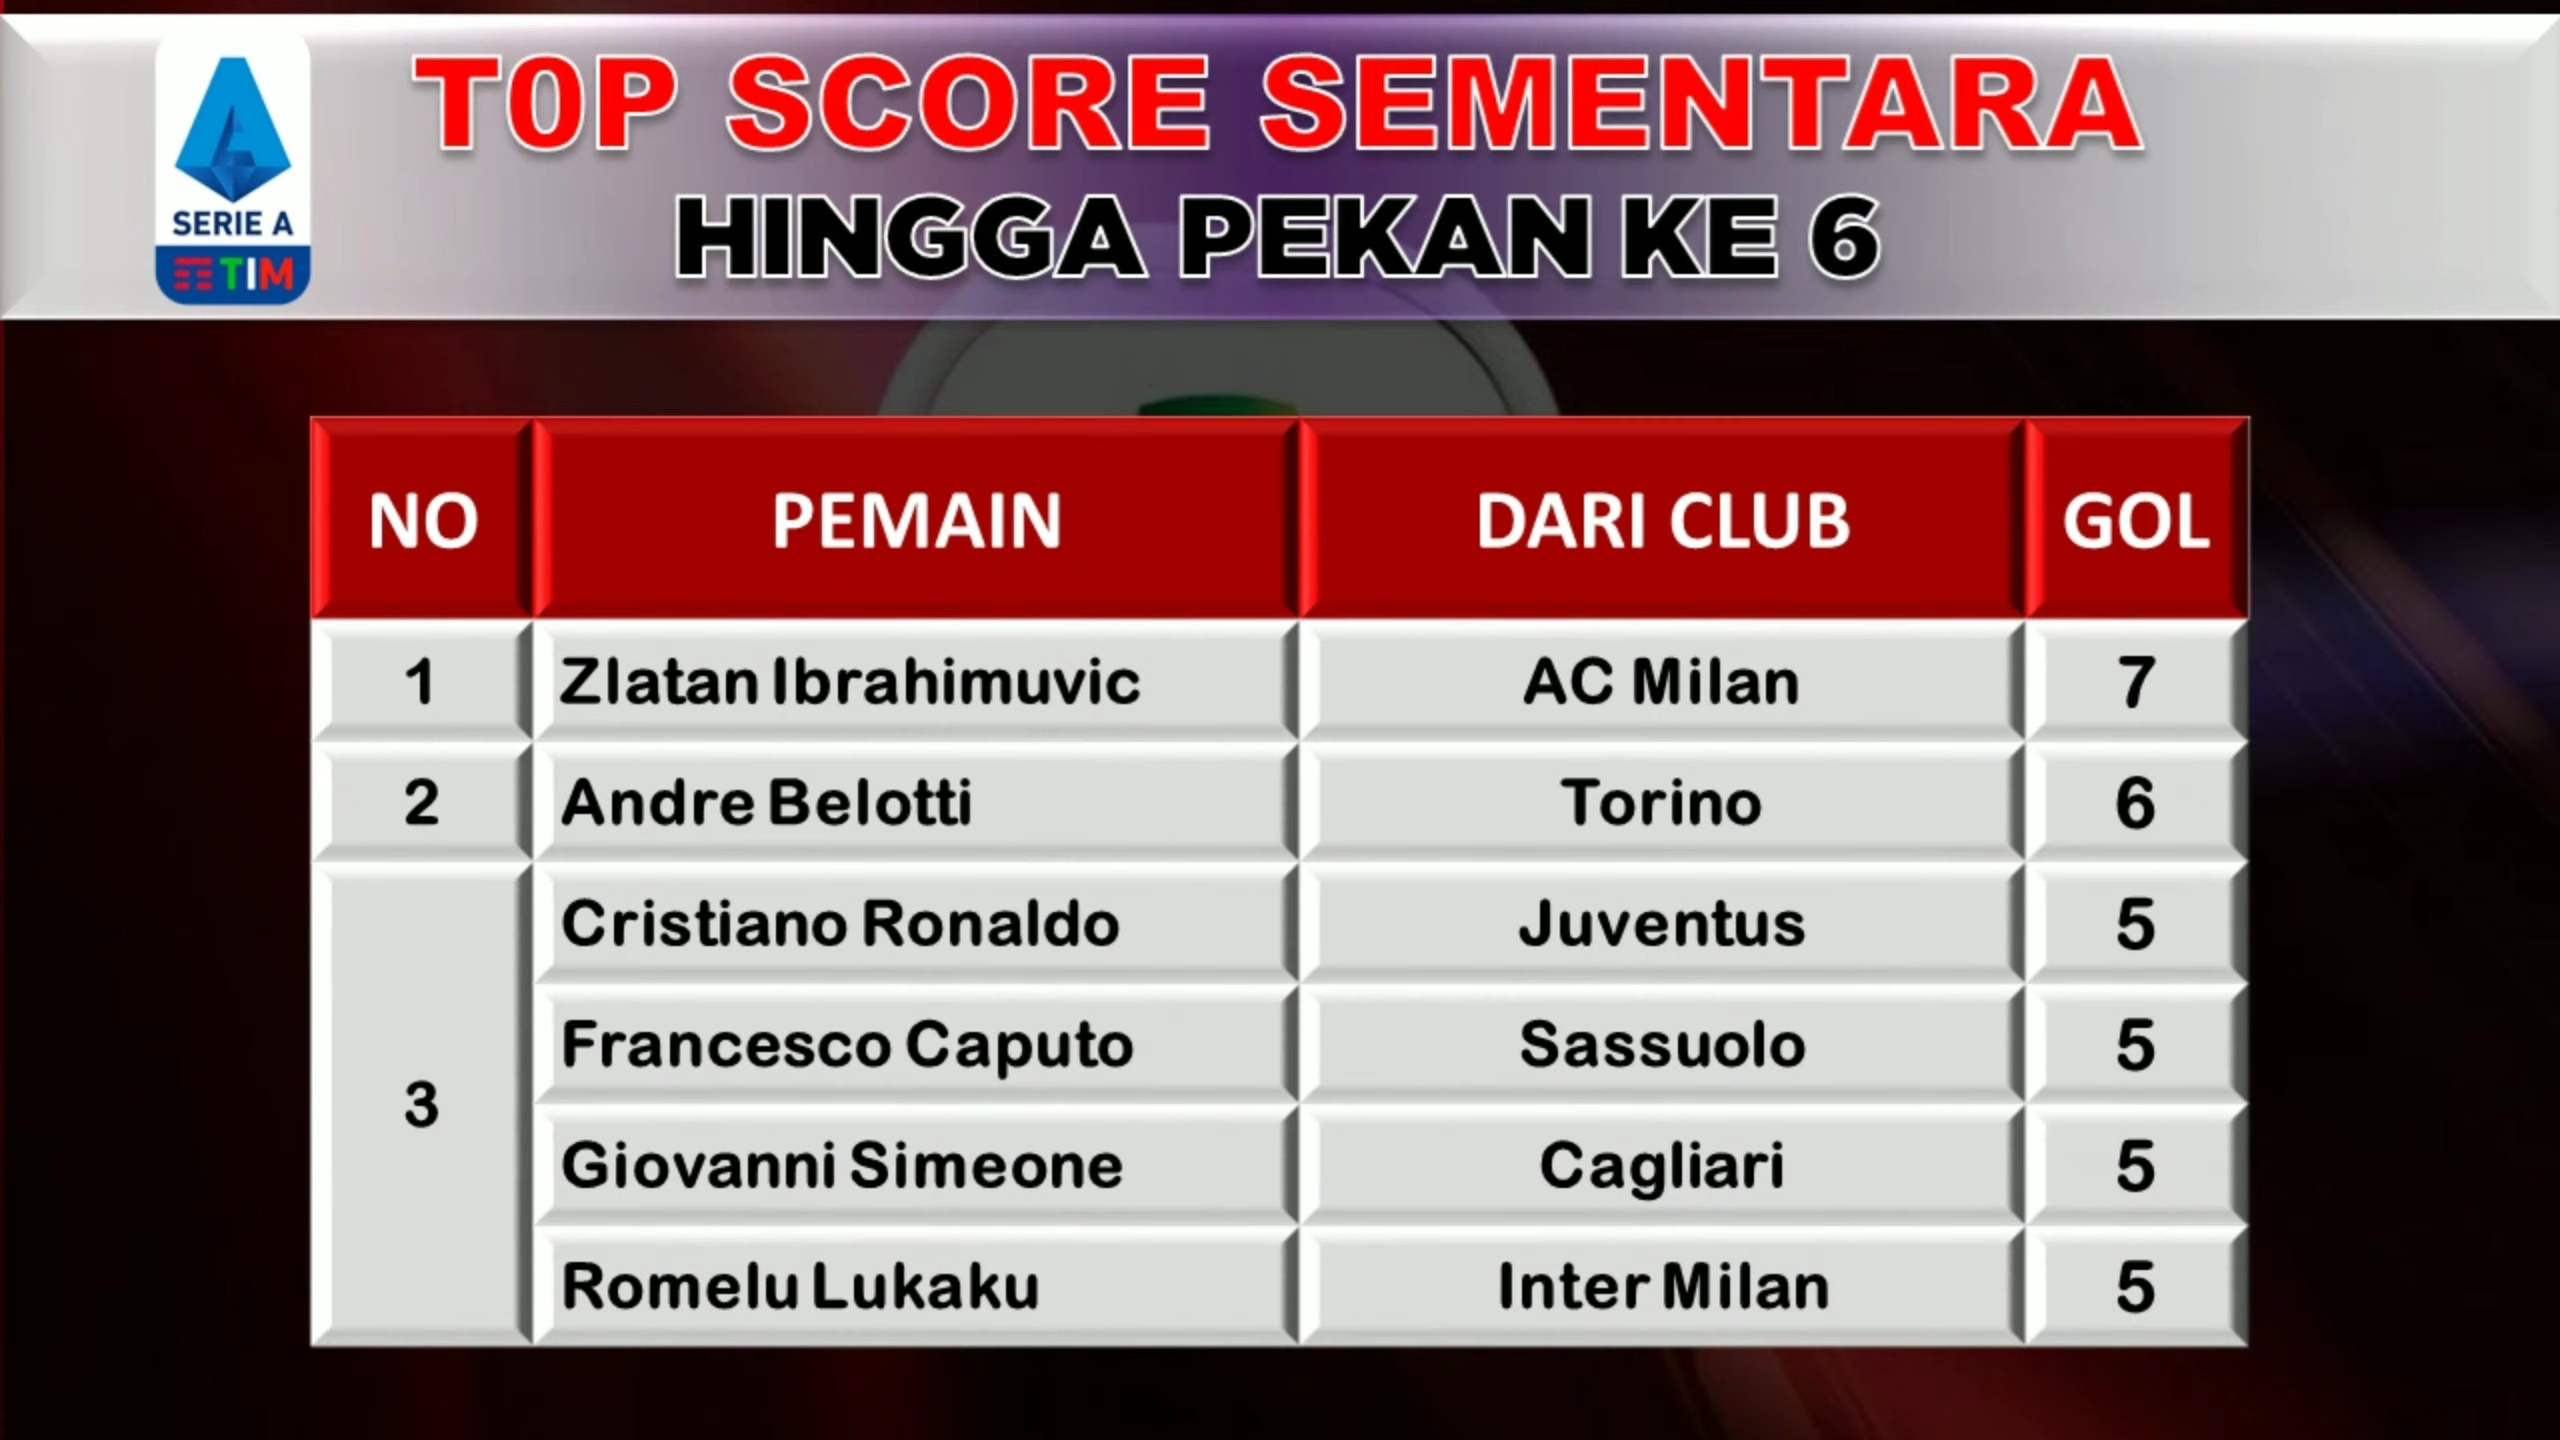 T0P SCORE SEMENTARA
HINGGA PEKAN KE 6
SERIE A
TIM
NO PEMAIN DARI CLUB GOL
1 Zlatan Ibrahimuvic AC Milan 7
2 Andre Belotti Torino 6
3 Cristiano Ronaldo Juventus 5
Francesco Caputo Sassuolo 5
Giovanni Simeone Cagliari 5
Romelu Lukaku Inter Milan 5